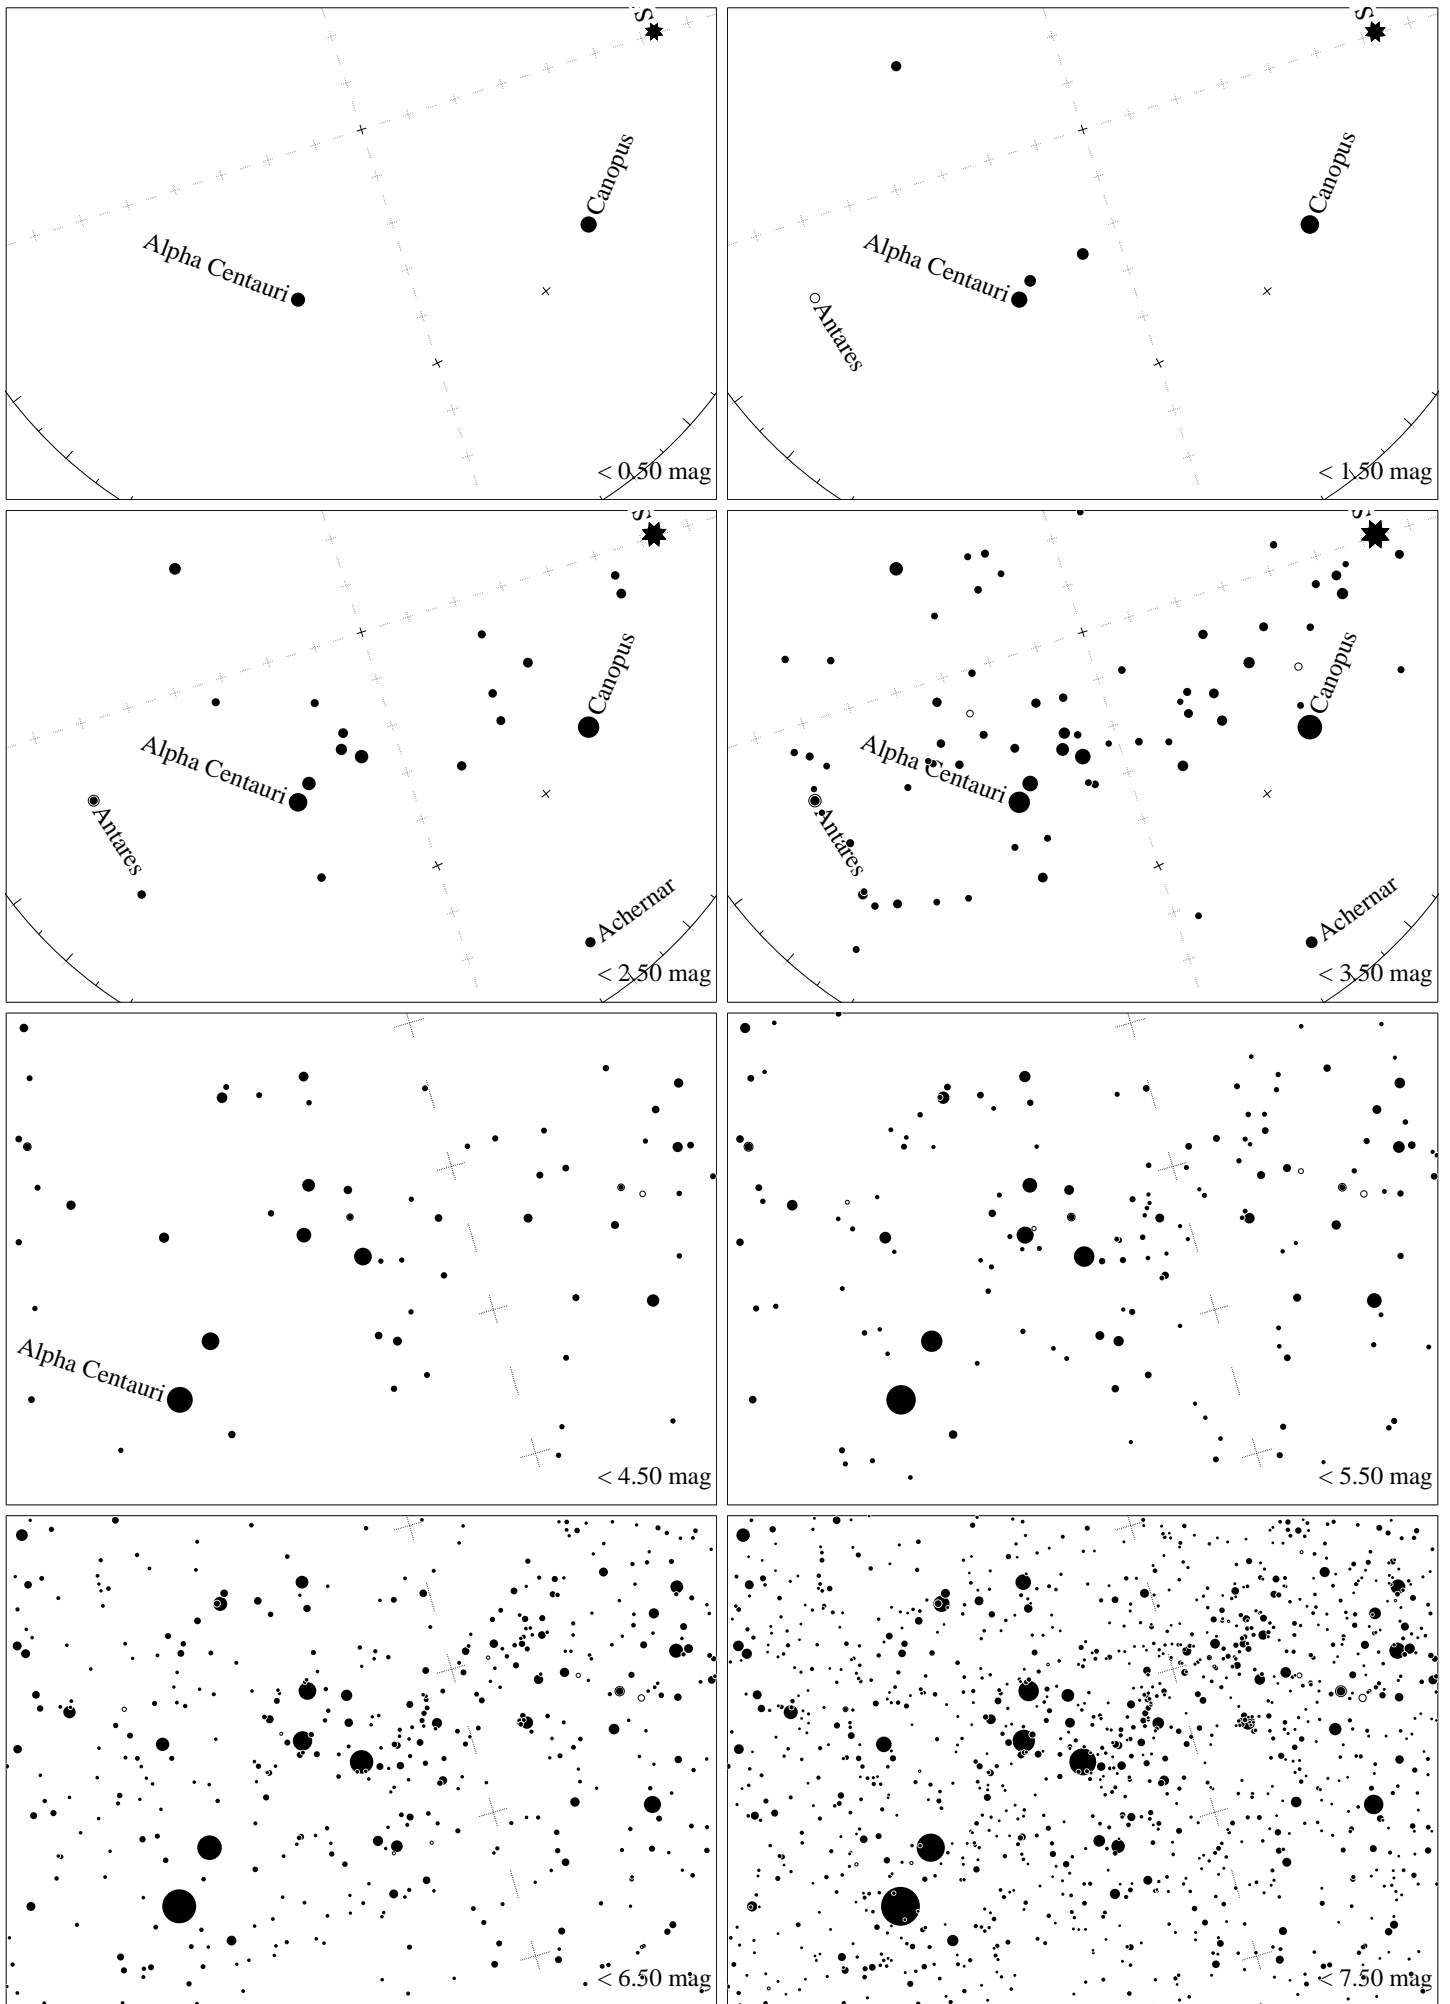 S
Canopus
Alpha Centauri
< 0.50 mag
S
Canopus
Alpha Centauri
Antares
< 1.50 mag
S
Canopus
Alpha Centauri
Antares
Achernar
< 2.50 mag
S
Canopus
Alpha Centauri
Antares
Achernar
< 3.50 mag
Alpha Centauri
< 4.50 mag
< 5.50 mag
< 6.50 mag
< 7.50 mag